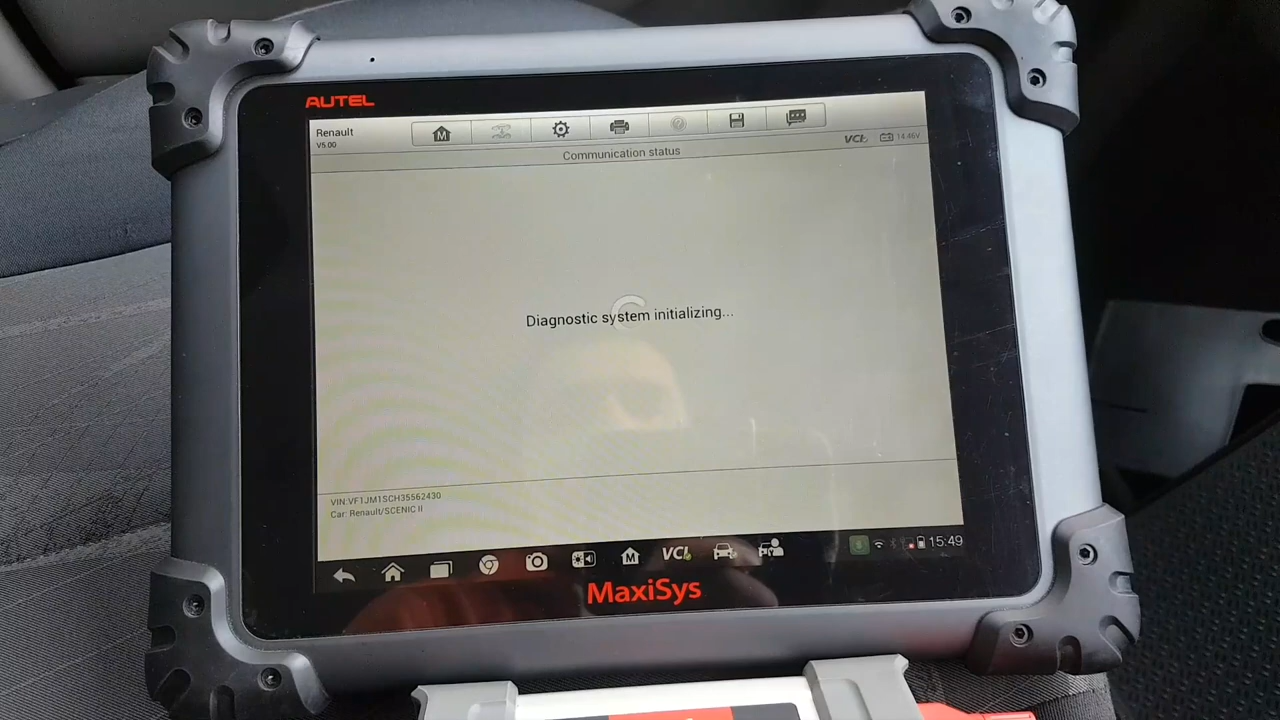 AUTEL
Renault
V5.00
VCI
14.46V
Communication status
Diagnostic system initializing...
VIN:VF1JM1SCH35562430
Car: Renault/SCENIC II
VCI
15:49
MaxiSys